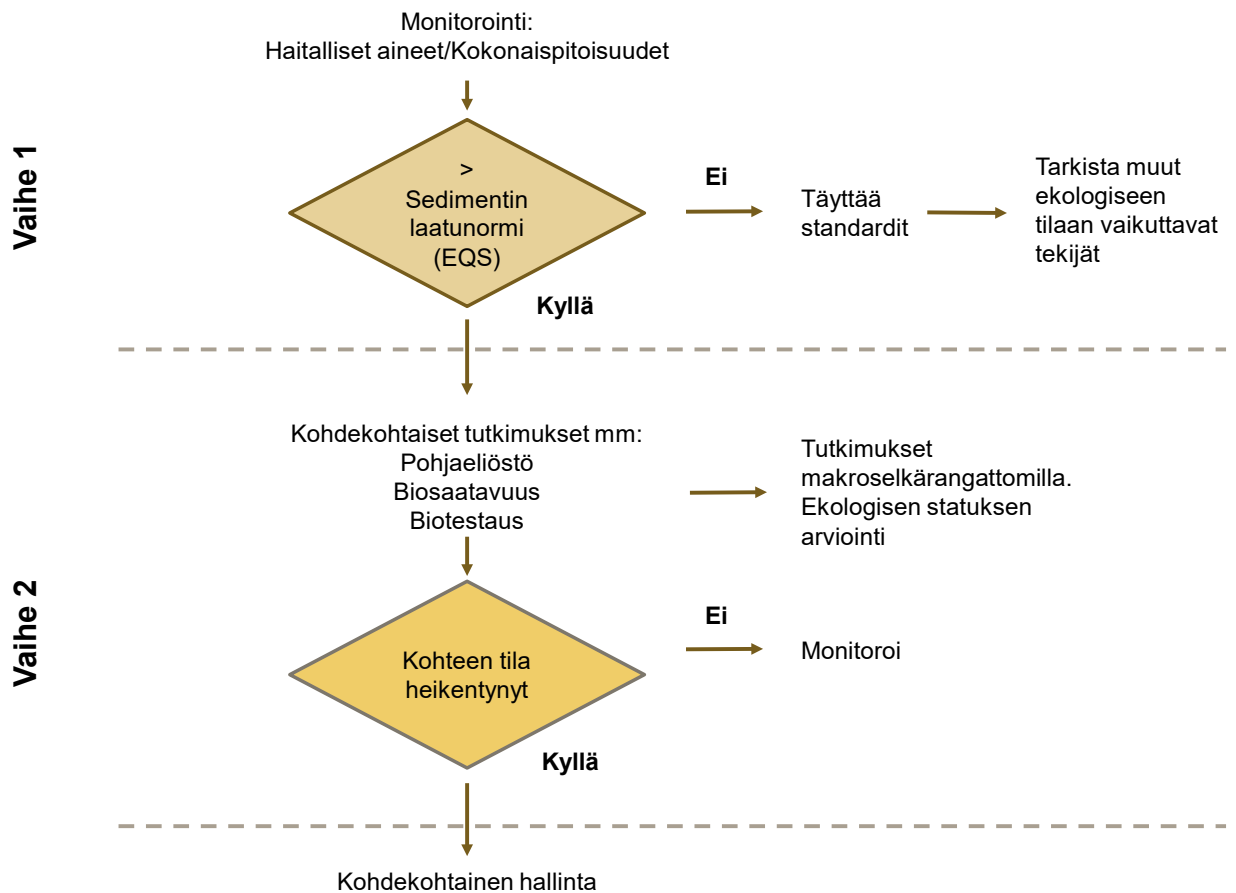 Monitorointi:
Haitalliset aineet/Kokonaispitoisuudet
Vaihe 1
>
Sedimentin
laatunormi
(EQS)
Ei
Täyttää
standardit
Tarkista muut
ekologiseen
tilaan vaikuttavat
tekijät
Kyllä
Vaihe 2
Kohdekohtaiset tutkimukset mm:
Pohjaeliöstö
Biosaatavuus
Biotestaus
Tutkimukset
makroselkärangattomilla.
Ekologisen statuksen
arviointi
Kohteen tila
heikentynyt
Ei
Monitoroi
Kyllä
Kohdekohtainen hallinta